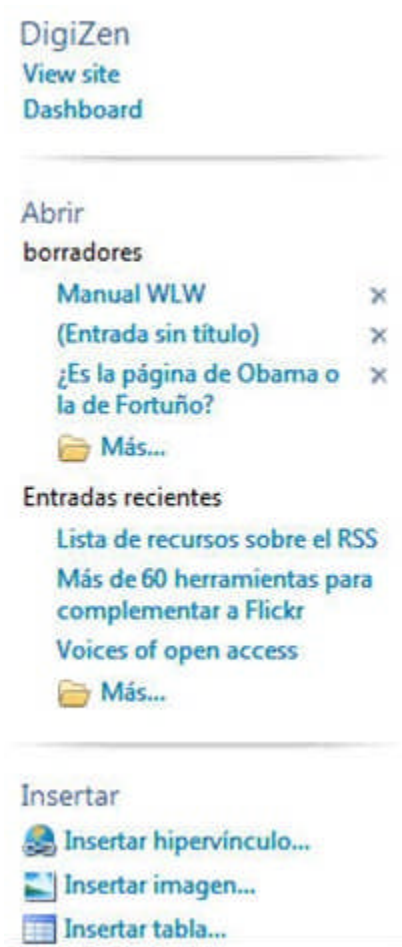 DigiZen
View site
Dashboard
Abrir
borradores
Manual WLW
(Entrada sin título)
¿Es la página de Obama o
la de Fortuño?
Más...
Entradas recientes
Lista de recursos sobre el RSS
Más de 60 herramientas para
complementar a Flickr
Voices of open access
Más...
Insertar
Insertar hipervínculo...
Insertar imagen...
Insertar tabla...